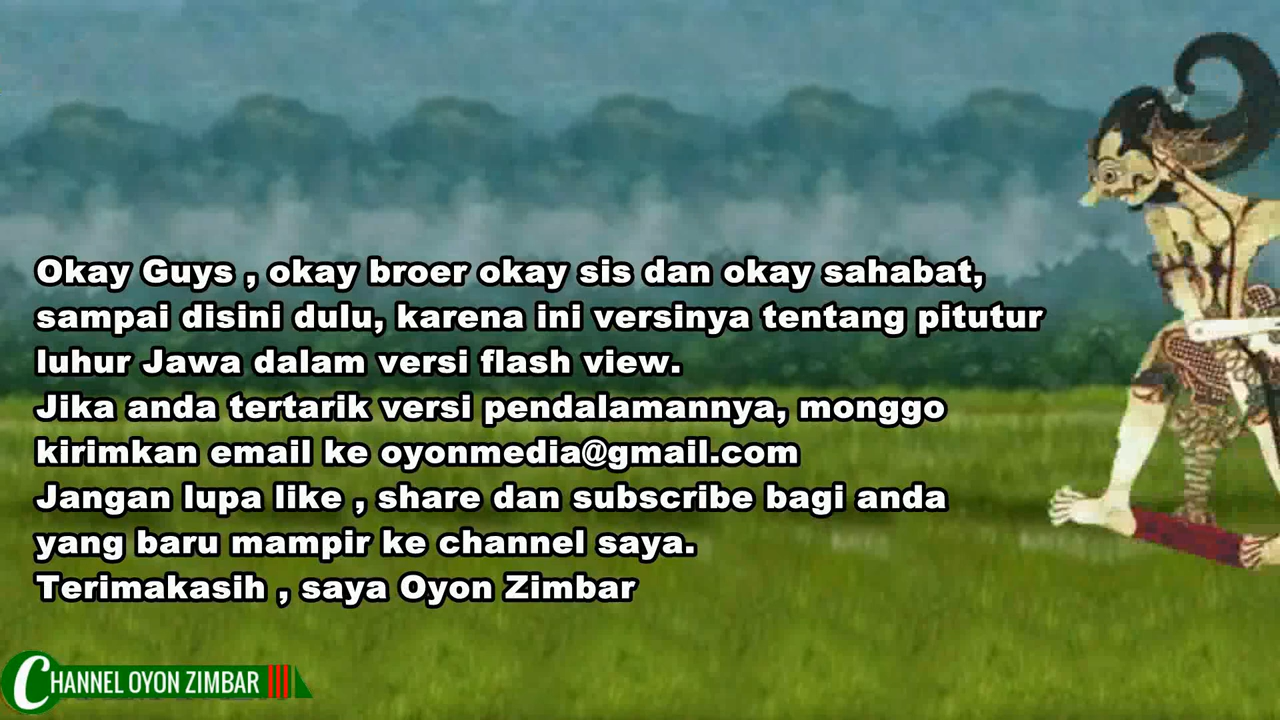 Okay Guys , okay broer okay sis dan okay sahabat,
sampai disini dulu, karena ini versinya tentang pitutur
luhur Jawa dalam versi flash view.
Jika anda tertarik versi pendalamannya, monggo
kirimkan email ke oyonmedia@gmail.com
Jangan lupa like , share dan subscribe bagi anda
yang baru mampir ke channel saya.
Terimakasih , saya Oyon Zimbar
CHANNEL OYON ZIMBAR